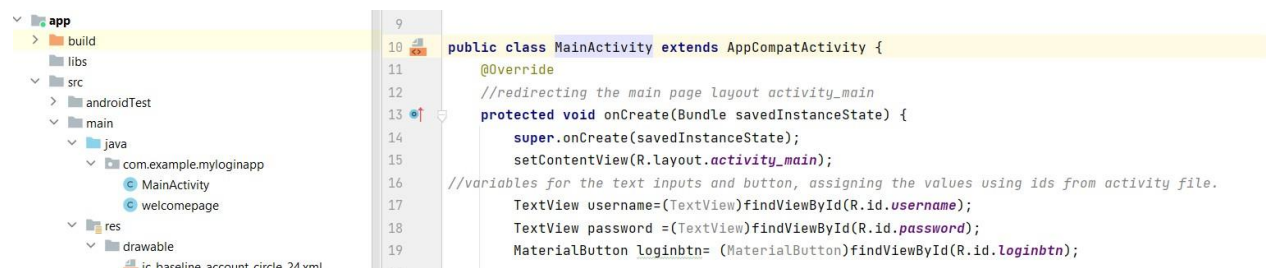 app
build
libs
src
androidTest
main
java
com.example.myloginapp
MainActivity
welcomepage
res
drawable
ic_baseline_account_circle_24.xml
9
10 public class MainActivity extends AppCompatActivity {
11 @Override
12 //redirecting the main page layout activity_main
13 protected void onCreate(Bundle savedInstanceState) {
14 super.onCreate(savedInstanceState);
15 setContentView(R.layout.activity_main);
16 //variables for the text inputs and button, assigning the values using ids from activity file.
17 TextView username=(TextView)findViewById(R.id.username);
18 TextView password =(TextView)findViewById(R.id.password);
19 MaterialButton loginbtn= (MaterialButton)findViewById(R.id.loginbtn);